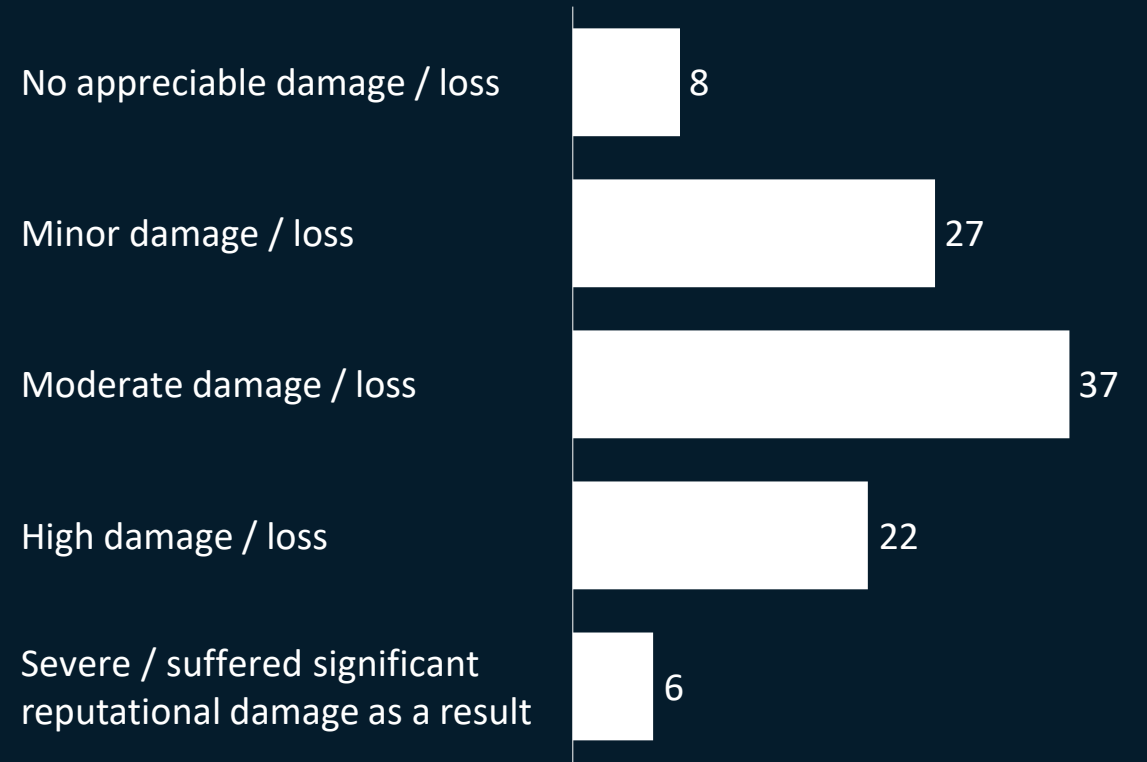 No appreciable damage / loss
8
Minor damage / loss
27
Moderate damage / loss
37
High damage / loss
22
Severe / suffered significant
reputational damage as a result
6